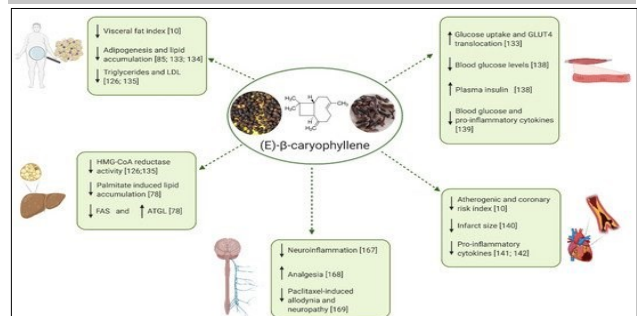 Visceral fat index [10]
Adipogenesis and lipid
accumulation [85; 133; 134]
Triglycerides and LDL
[126; 135]
Glucose uptake and GLUT4
translocation [133]
Blood glucose levels [138]
Plasma insulin [138]
Blood glucose and
pro-inflammatory cytokines
[139]
H₃C
H₃C
H
H
CH₃
CH₂
(E)-β-caryophyllene
HMG-CoA reductase
activity [126;135]
Palmitate induced lipid
accumulation [78]
FAS and ATGL [78]
Neuroinflammation [167]
Analgesia [168]
Paclitaxel-induced
allodynia and
neuropathy [169]
Atherogenic and coronary
risk index [10]
Infarct size [140]
Pro-inflammatory
cytokines [141; 142]